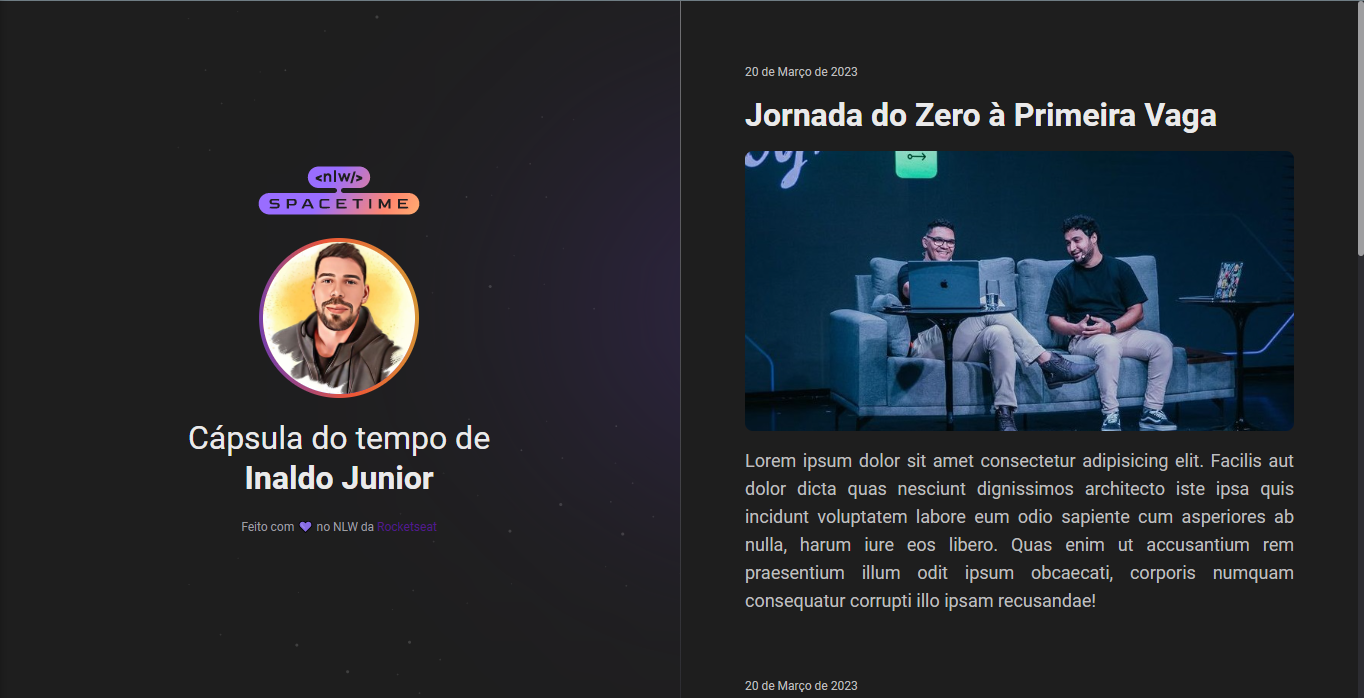 <nlw/>
SPACETIME
Cápsula do tempo de
Inaldo Junior
Feito com 💜 no NLW da Rocketseat
20 de Março de 2023
Jornada do Zero à Primeira Vaga
Lorem ipsum dolor sit amet consectetur adipisicing elit. Facilis aut
dolor dicta quas nesciunt dignissimos architecto iste ipsa quis
incidunt voluptatem labore eum odio sapiente cum asperiores ab
nulla, harum iure eos libero. Quas enim ut accusantium rem
praesentium illum odit ipsum obcaecati, corporis numquam
consequatur corrupti illo ipsam recusandae!
20 de Março de 2023